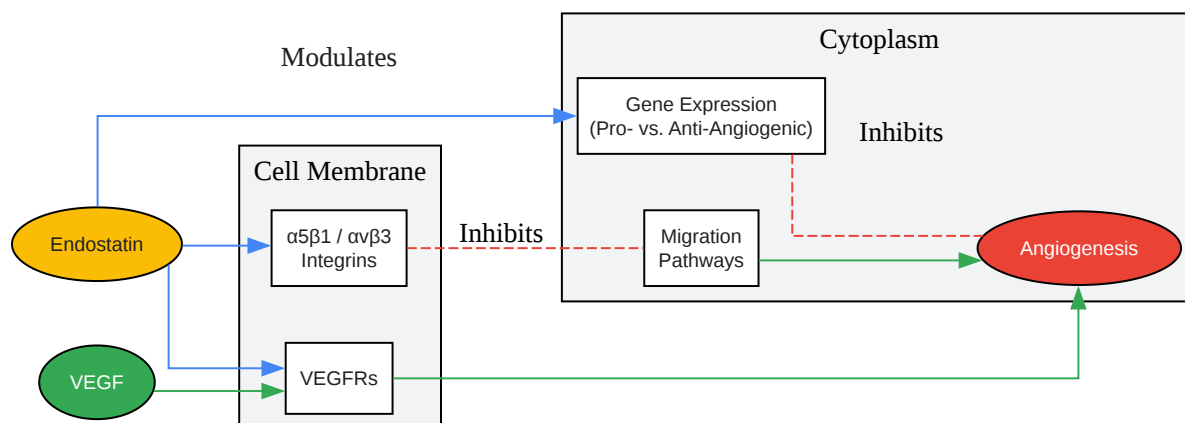 Cytoplasm
Modulates
Gene Expression
(Pro- vs. Anti-Angiogenic)
Inhibits
Cell Membrane
Endostatin
α5β1 / αvβ3
Integrins
Inhibits
Migration
Pathways
Angiogenesis
VEGF
VEGFRs